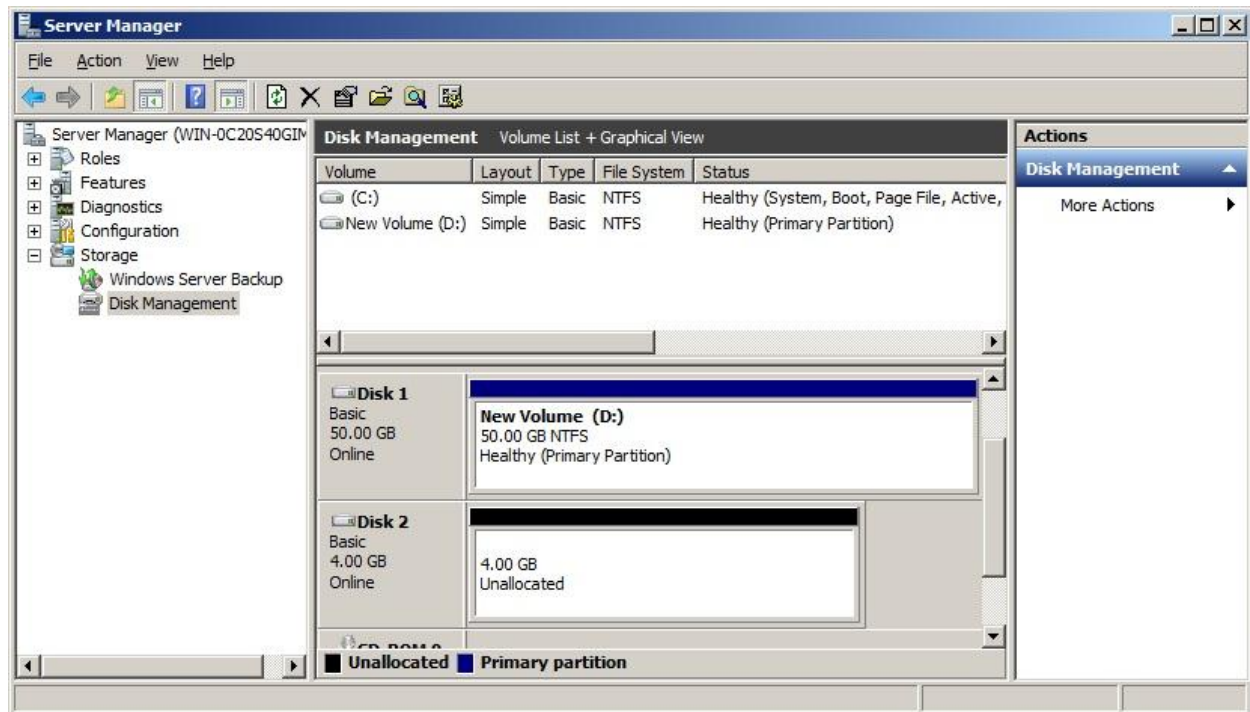 Server Manager
File Action View Help
Server Manager (WIN-0C20S40GIM
Roles
Features
Diagnostics
Configuration
Storage
Windows Server Backup
Disk Management
Disk Management Volume List + Graphical View
Volume Layout Type File System Status
(C:) Simple Basic NTFS Healthy (System, Boot, Page File, Active,
New Volume (D:) Simple Basic NTFS Healthy (Primary Partition)
Disk 1
Basic
50.00 GB
Online
New Volume (D:)
50.00 GB NTFS
Healthy (Primary Partition)
Disk 2
Basic
4.00 GB
Online
4.00 GB
Unallocated
CD-ROM 0
Unallocated Primary partition
Actions
Disk Management
More Actions